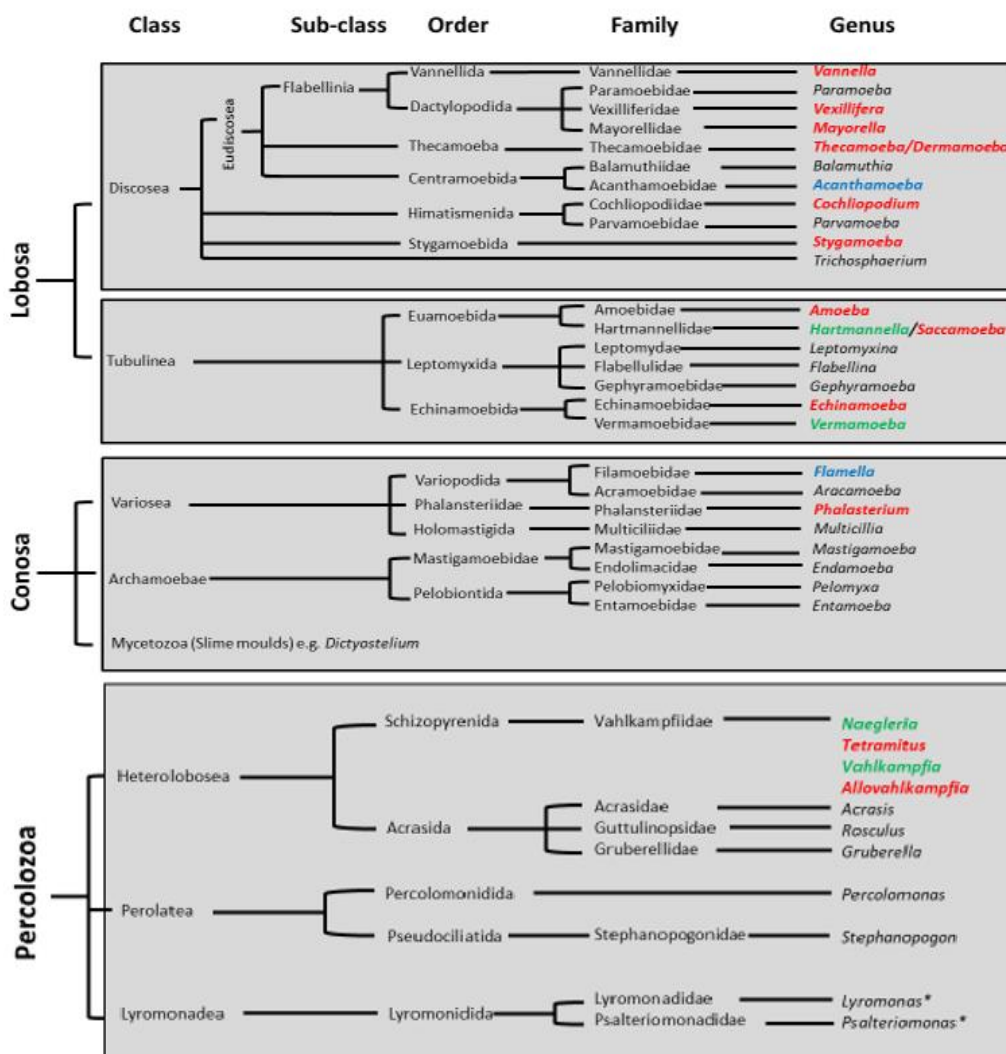 Class Sub-class Order Family Genus
Lobosa
Discosea
Eudiscosea
Flabellinia
Vannellida Vannellidae Vannella
Dactylopodida Paramoebidae Paramoeba
Vexilliferidae Vexillifera
Mayorellidae Mayorella
Thecamoeba Thecamoebidae Thecamoeba/Dermamoeba
Centramoebida Balamuthiidae Balamuthia
Acanthamoebidae Acanthamoeba
Himatismenida Cochliopodiidae Cochliopodium
Parvamoebidae Parvamoeba
Stygamoebida Stygamoeba
Trichosphaerium
Tubulinea
Euamoebida Amoebidae Amoeba
Hartmannellidae Hartmannella/Saccamoeba
Leptomyxida Leptomydae Leptomyxina
Flabellulidae Flabellina
Gephyramoebidae Gephyramoeba
Echinamoebida Echinamoebidae Echinamoeba
Vermamoebidae Vermamoeba
Conosa
Variosea
Variopodida Filamoebidae Flamella
Acramoebidae Aracamoeba
Phalansteriidae Phalansteriidae Phalasterium
Holomastigida Multiciliidae Multicillia
Archamoebae
Mastigamoebidae Mastigamoebidae Mastigamoeba
Endolimacidae Endamoeba
Pelobiontida Pelobiomyxidae Pelomyxa
Entamoebidae Entamoeba
Mycetozoa (Slime moulds) e.g. Dictyastelium
Percolozoa
Heterolobosea
Schizopyrenida Vahlkampfiidae Naegleria
Tetramitus
Vahlkampfia
Allovahlkampfia
Acrasida Acrasidae Acrasis
Guttulinopsidae Rosculus
Gruberellidae Gruberella
Perolatea
Percolomonidida Percolomonas
Pseudociliatida Stephanopogonidae Stephanopogon
Lyromonadea
Lyromonidida Lyromonadidae Lyromonas*
Psalteriomonadidae Psalteriomonas*